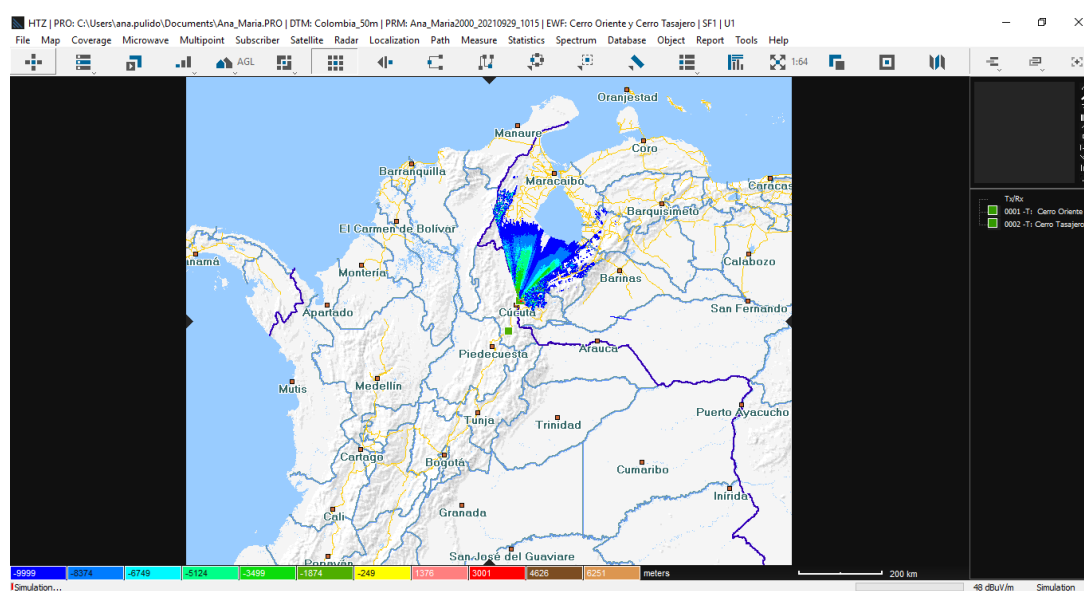 HTZ | PRO: C:\Users\ana.pulido\Documents\Ana_Maria.PRO | DTM: Colombia_50m | PRM: Ana_Maria2000_20210929_1015 | EWF: Cerro Oriente y Cerro Tasajero | SF1 | U1
File Map Coverage Microwave Multipoint Subscriber Satellite Radar Localization Path Measure Statistics Spectrum Database Object Report Tools Help
AGL 1:64
Oranjestad
Manaure
Coro
Barranquilla
Maracaibo
Caracas
Barquisimeto
El Carmen de Bolívar
Calabozo
Montería
Barinas
Apartado
Cúcuta
San Fernando
Arauca
Piedecuesta
Mutis
Medellín
Puerto Ayacucho
Tunja
Trinidad
Cartago
Bogotá
Cumaribo
Inírida
Granada
Cali
San José del Guaviare
Popayán
Tx/Rx
0001 -T: Cerro Oriente
0002 -T: Cerro Tasajero
-9999 -8374 -6749 -5124 -3499 -1874 -249 1376 3001 4626 6251 meters 200 km
Simulation... 48 dBuV/m Simulation